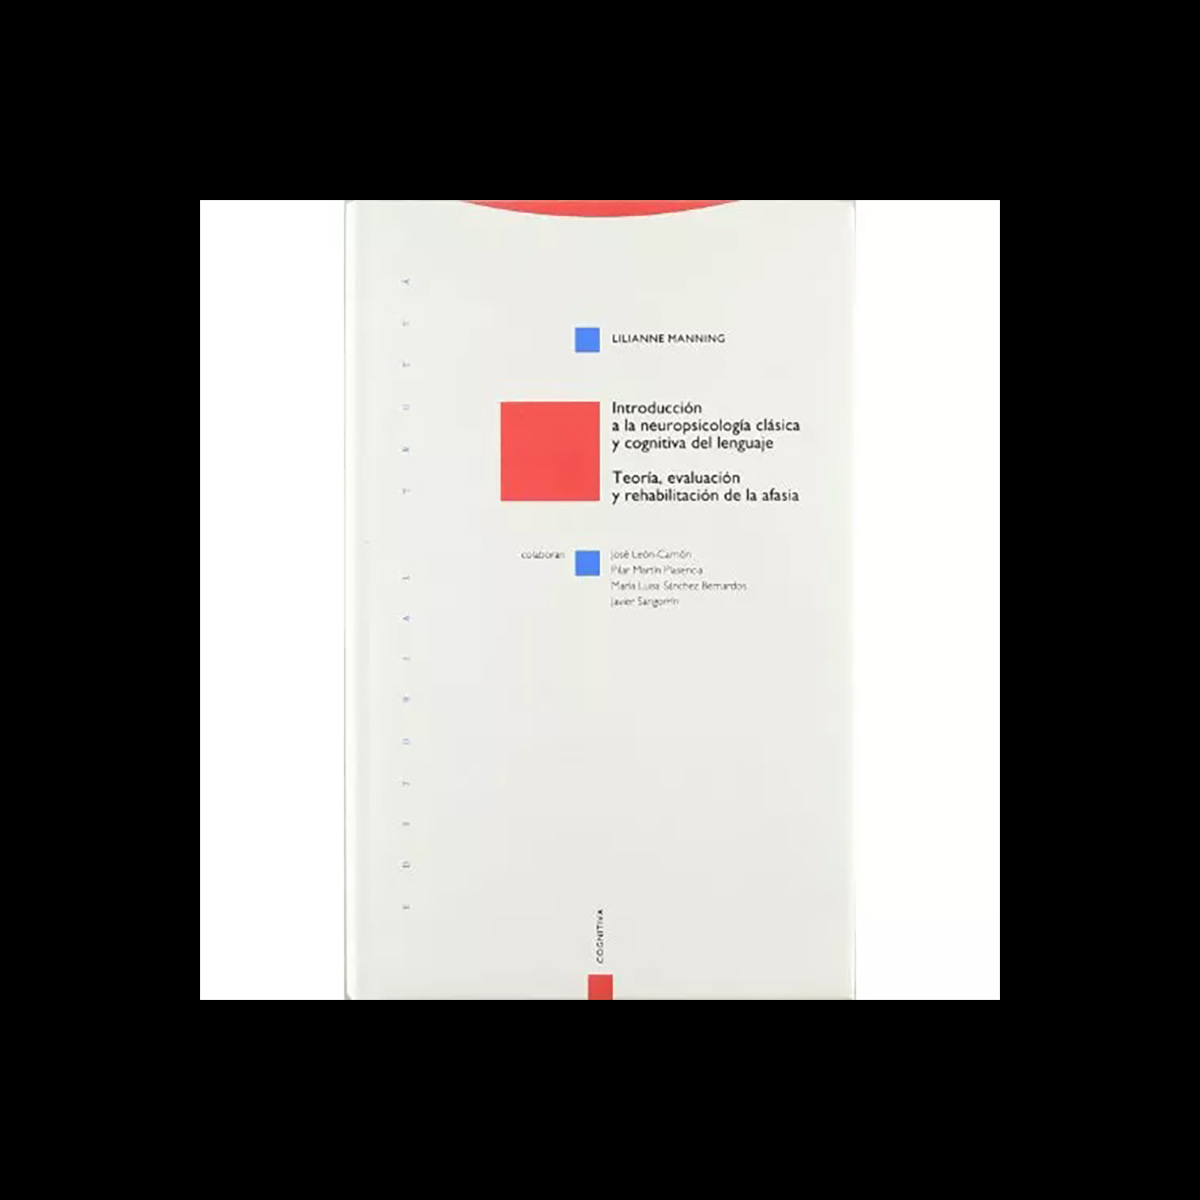 LILIANNE MANNING
Introducción
a la neuropsicología clásica
y cognitiva del lenguaje
Teoría, evaluación
y rehabilitación de la afasia
colaboran
José León-Carrión
Pilar Martín Plasencia
María Luisa Sánchez Bernardos
Javier Sangorrín
EDITORIAL TROTTA
COGNITIVA